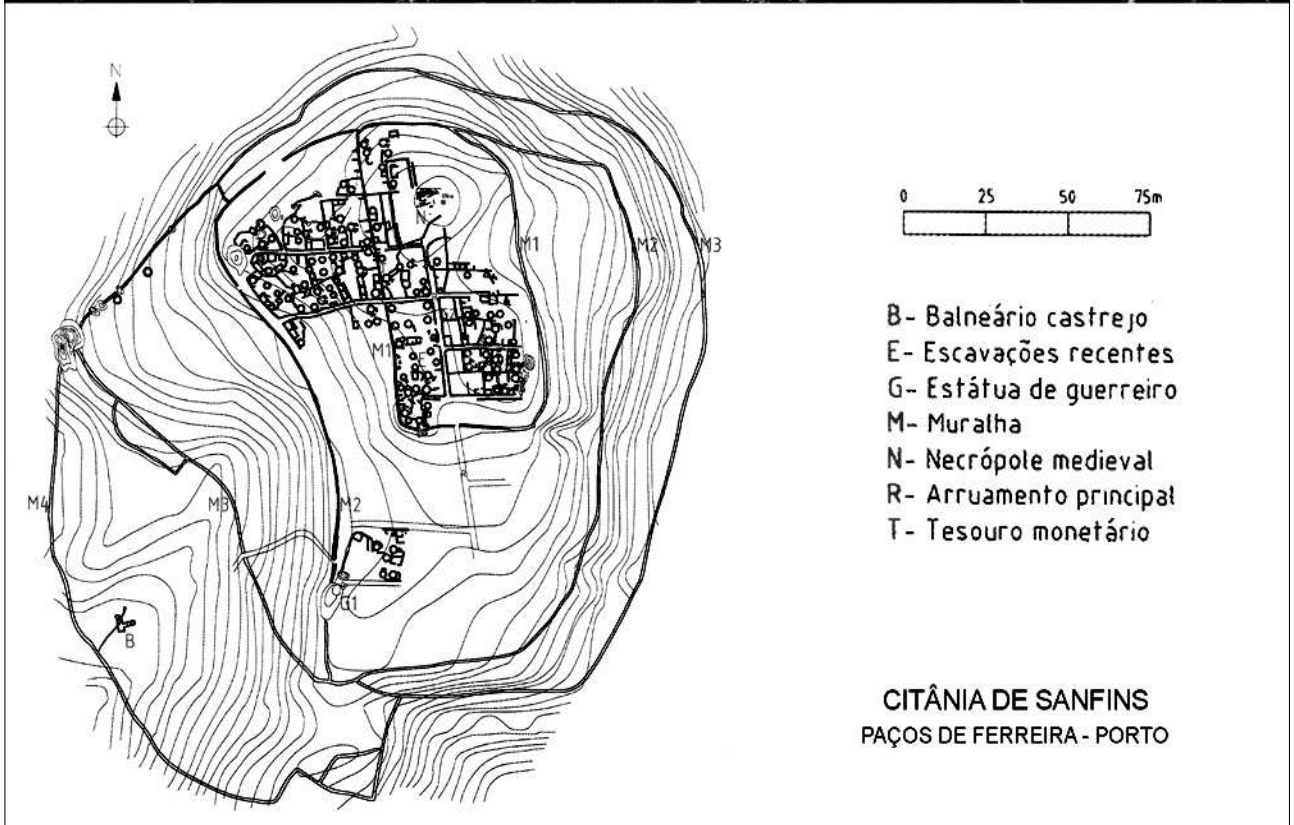 N
N
M1
M2
M3
M1
E
R
M4
M3
M2
G1
B
0 25 50 75m
B- Balneário castrejo
E- Escavações recentes
G- Estátua de guerreiro
M- Muralha
N- Necrópole medieval
R- Arruamento principal
T- Tesouro monetário
CITÂNIA DE SANFINS
PAÇOS DE FERREIRA - PORTO